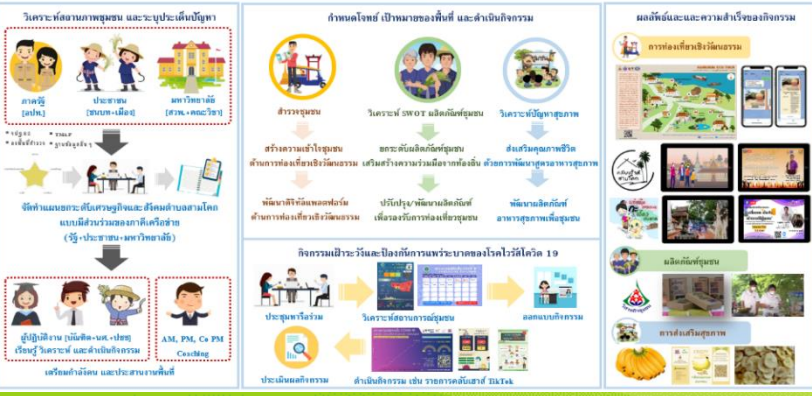 วิเคราะห์สถานภาพชุมชน และระบุประเด็นปัญหา
ภาครัฐ
[อปท.]
ประชาชน
[ชนบท+เมือง]
มหาวิทยาลัย
[สวพ.+คณะวิชา]
จัดทำแผนยกระดับเศรษฐกิจและสังคมตำบลสามโคก
แบบมีส่วนร่วมของภาคีเครือข่าย
(รัฐ+ประชาชน+มหาวิทยาลัย)
ผู้ปฏิบัติงาน [บัณฑิต+นศ.+ปชช]
เรียนรู้ วิเคราะห์ และดำเนินกิจกรรม
AM, PM, Co PM
Coaching
เตรียมกำลังคน และประสานงานพื้นที่
กำหนดโจทย์ เป้าหมายของพื้นที่ และดำเนินกิจกรรม
สำรวจชุมชน
วิเคราะห์ SWOT ผลิตภัณฑ์ชุมชน
วิเคราะห์ปัญหาสุขภาพ
สร้างความเข้าใจชุมชน
ด้านการท่องเที่ยวเชิงวัฒนธรรม
ยกระดับผลิตภัณฑ์ชุมชน
เสริมสร้างความร่วมมือจากท้องถิ่น
ส่งเสริมคุณภาพชีวิต
ด้วยการพัฒนาสูตรอาหารสุขภาพ
พัฒนาดิจิทัลแพลตฟอร์ม
ด้านการท่องเที่ยวเชิงวัฒนธรรม
ปรับปรุง/พัฒนาผลิตภัณฑ์
เพื่อรองรับการท่องเที่ยวชุมชน
พัฒนาผลิตภัณฑ์
อาหารสุขภาพเพื่อชุมชน
กิจกรรมเฝ้าระวังและป้องกันการแพร่ระบาดของโรคไวรัสโควิด 19
ประชุมหารือร่วม
วิเคราะห์สถานการณ์ชุมชน
ออกแบบกิจกรรม
ประเมินผลกิจกรรม
ดำเนินกิจกรรม เช่น รายการคลับเฮาส์ TikTok
ผลลัพธ์และและความสำเร็จของกิจกรรม
การท่องเที่ยวเชิงวัฒนธรรม
ผลิตภัณฑ์ชุมชน
การส่งเสริมสุขภาพ